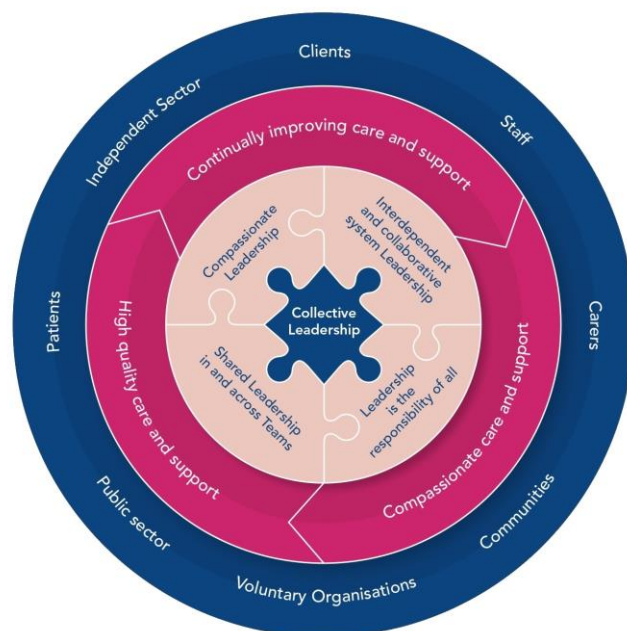 Clients
Staff
Carers
Communities
Voluntary Organisations
Public sector
Patients
Independent Sector
Continually improving care and support
Compassionate care and support
High quality care and support
Compassionate
Leadership
Interdependent
and collaborative
system Leadership
Leadership
is the
responsibility of all
Shared Leadership
in and across Teams
Collective
Leadership